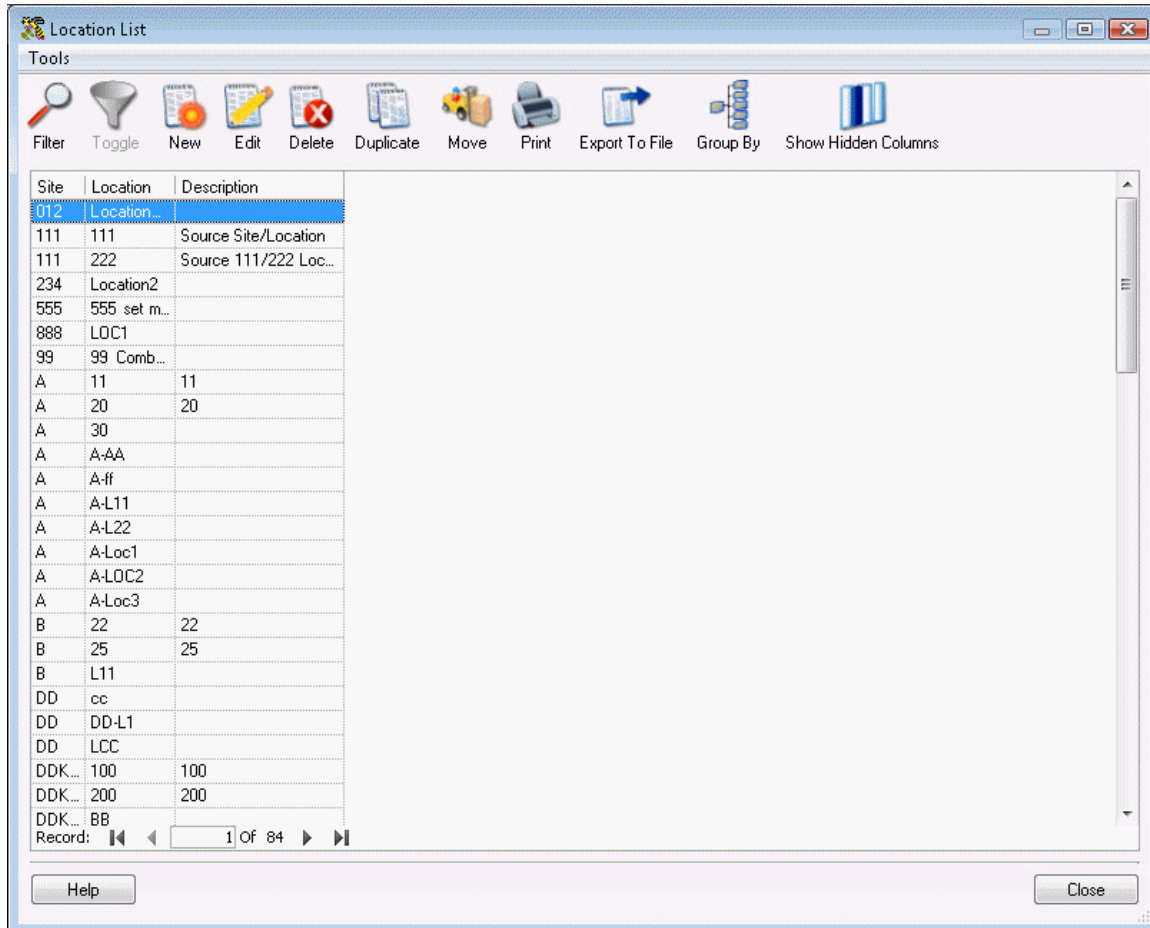 Location List
Tools
Filter Toggle New Edit Delete Duplicate Move Print Export To File Group By Show Hidden Columns
Site Location Description
012 Location...
111 111 Source Site/Location
111 222 Source 111/222 Loc...
234 Location2
555 555 set m...
888 LOC1
99 99 Comb...
A 11 11
A 20 20
A 30
A A-AA
A A-ff
A A-L11
A A-L22
A A-Loc1
A A-LOC2
A A-Loc3
B 22 22
B 25 25
B L11
DD cc
DD DD-L1
DD LCC
DDK... 100 100
DDK... 200 200
DDK... BB
Record: 1 Of 84
Help Close